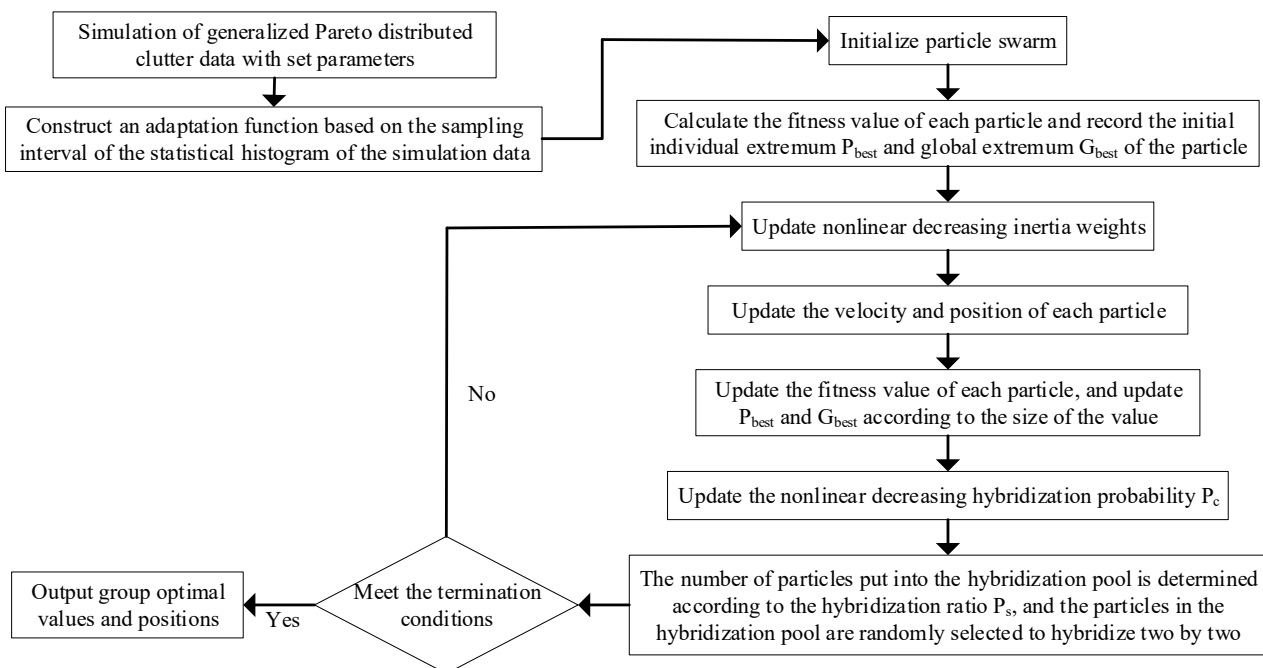 Simulation of generalized Pareto distributed
clutter data with set parameters
Construct an adaptation function based on the sampling
interval of the statistical histogram of the simulation data
Initialize particle swarm
Calculate the fitness value of each particle and record the initial
individual extremum P_best and global extremum G_best of the particle
Update nonlinear decreasing inertia weights
Update the velocity and position of each particle
Update the fitness value of each particle, and update
P_best and G_best according to the size of the value
Update the nonlinear decreasing hybridization probability P_c
The number of particles put into the hybridization pool is determined
according to the hybridization ratio P_s, and the particles in the
hybridization pool are randomly selected to hybridize two by two
Meet the termination
conditions
No
Yes
Output group optimal
values and positions